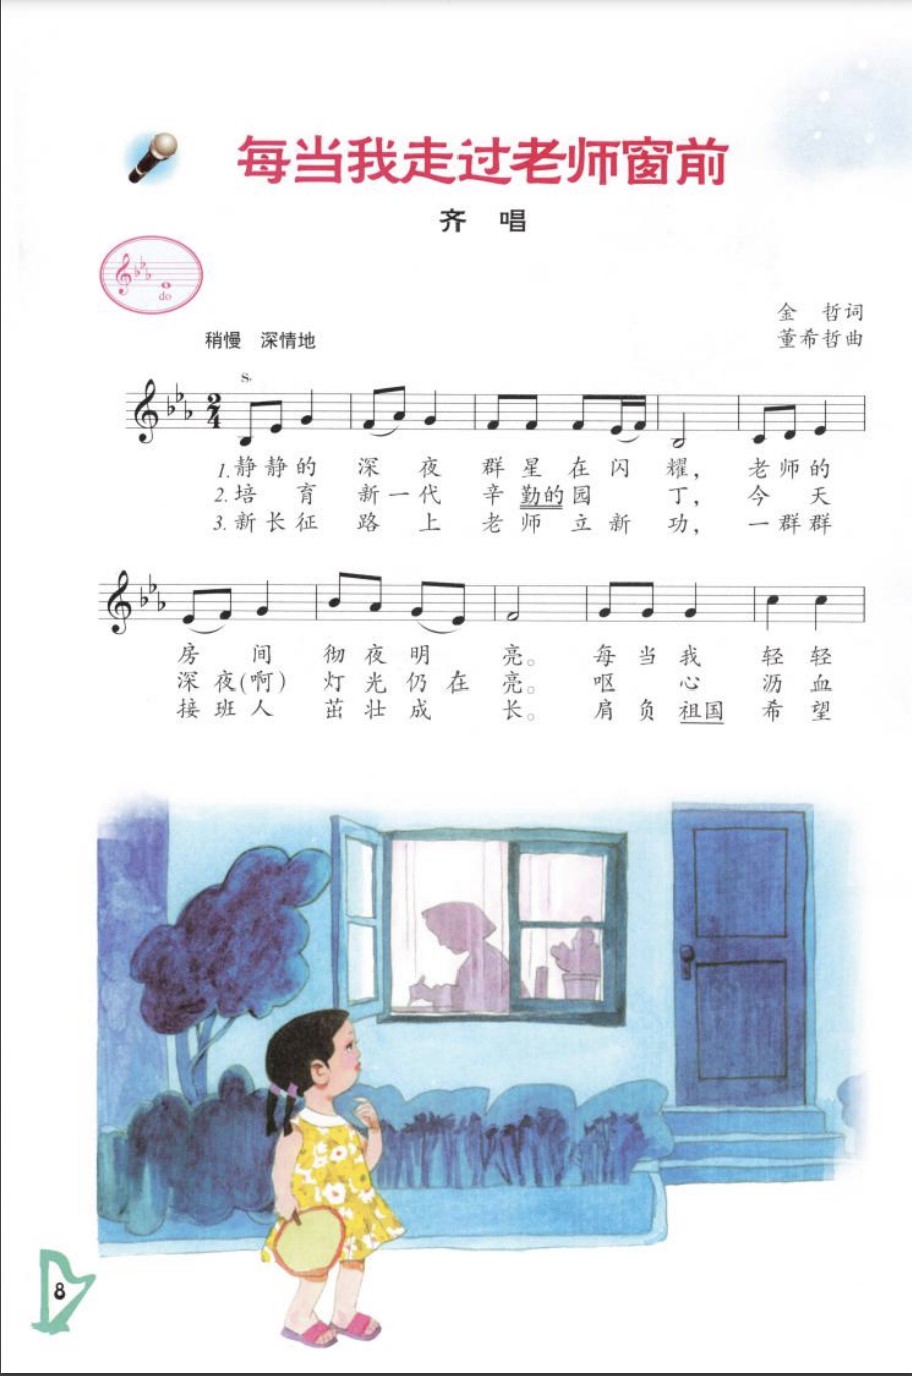 每当我走过老师窗前
齐 唱
do
金 哲词
董希哲曲
稍慢 深情地
2
4
1.静静的 深 夜 群星在闪 耀, 老师的
2.培 育 新一代 辛勤的园 丁, 今 天
3.新长征 路 上 老师立新 功, 一群群
房 间 彻夜明 亮。 每当我 轻轻
深夜(啊) 灯光仍在 亮。 呕 心 沥血
接班人 茁壮成 长。 肩负祖国 希望
8